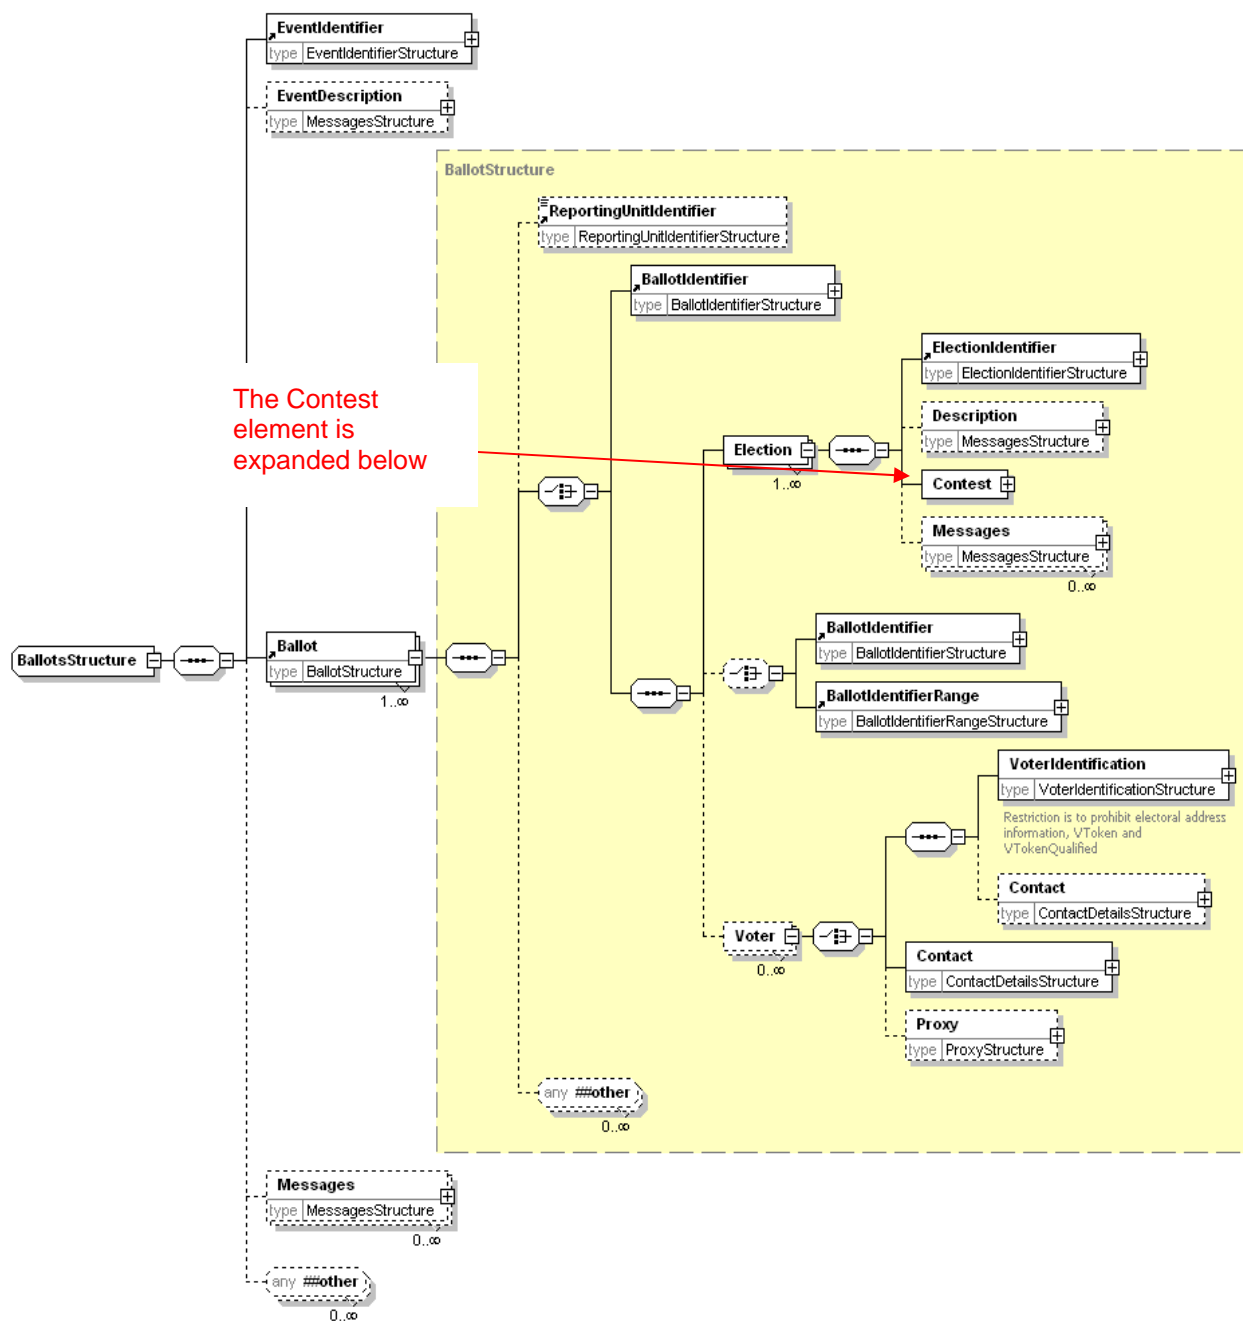 EventIdentifier
type EventIdentifierStructure
EventDescription
type MessagesStructure
BallotStructure
ReportingUnitIdentifier
type ReportingUnitIdentifierStructure
BallotIdentifier
type BallotIdentifierStructure
ElectionIdentifier
type ElectionIdentifierStructure
The Contest
element is
expanded below
Description
type MessagesStructure
Election
1..∞
Contest
Messages
type MessagesStructure
0..∞
BallotsStructure
Ballot
type BallotStructure
1..∞
BallotIdentifier
type BallotIdentifierStructure
BallotIdentifierRange
type BallotIdentifierRangeStructure
VoterIdentification
type VoterIdentificationStructure
Restriction is to prohibit electoral address
information, VToken and
VTokenQualified
Contact
type ContactDetailsStructure
Voter
0..∞
Contact
type ContactDetailsStructure
Proxy
type ProxyStructure
any ##other
0..∞
Messages
type MessagesStructure
0..∞
any ##other
0..∞